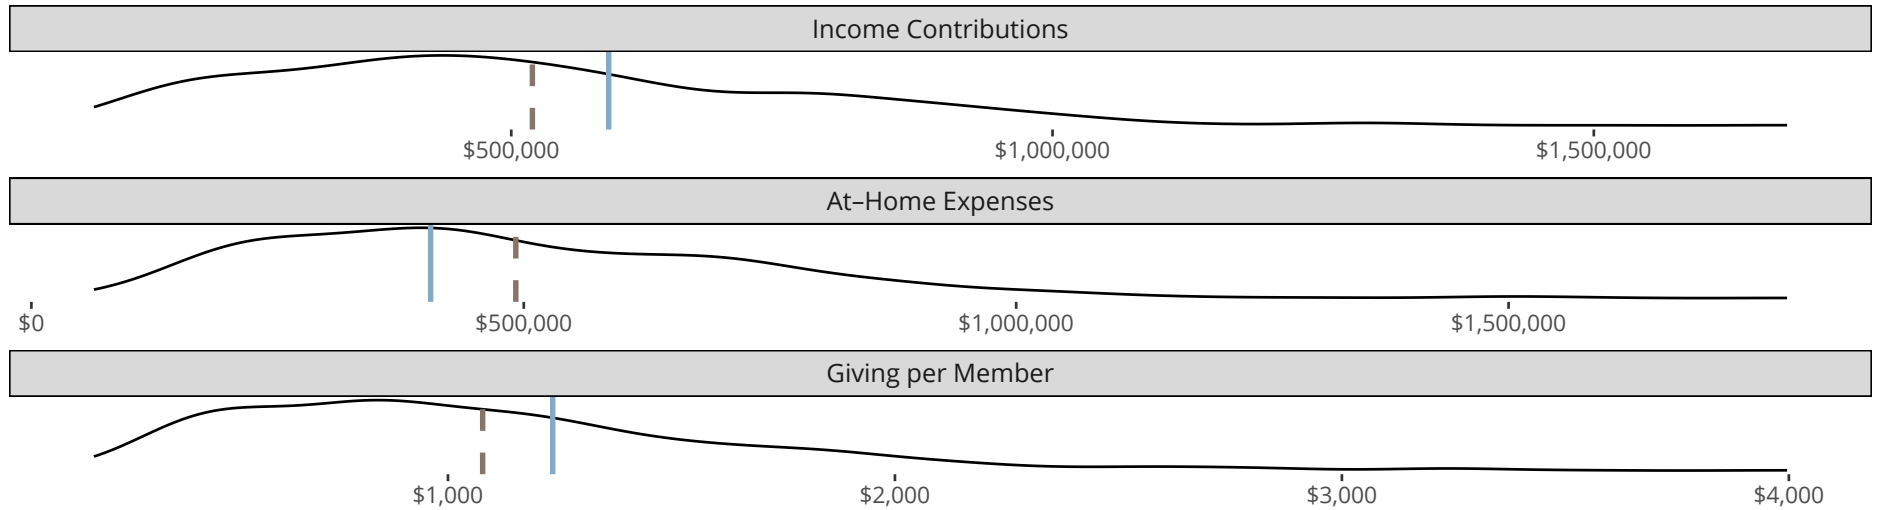 Income Contributions
$500,000 $1,000,000 $1,500,000
At–Home Expenses
$0 $500,000 $1,000,000 $1,500,000
Giving per Member
$1,000 $2,000 $3,000 $4,000